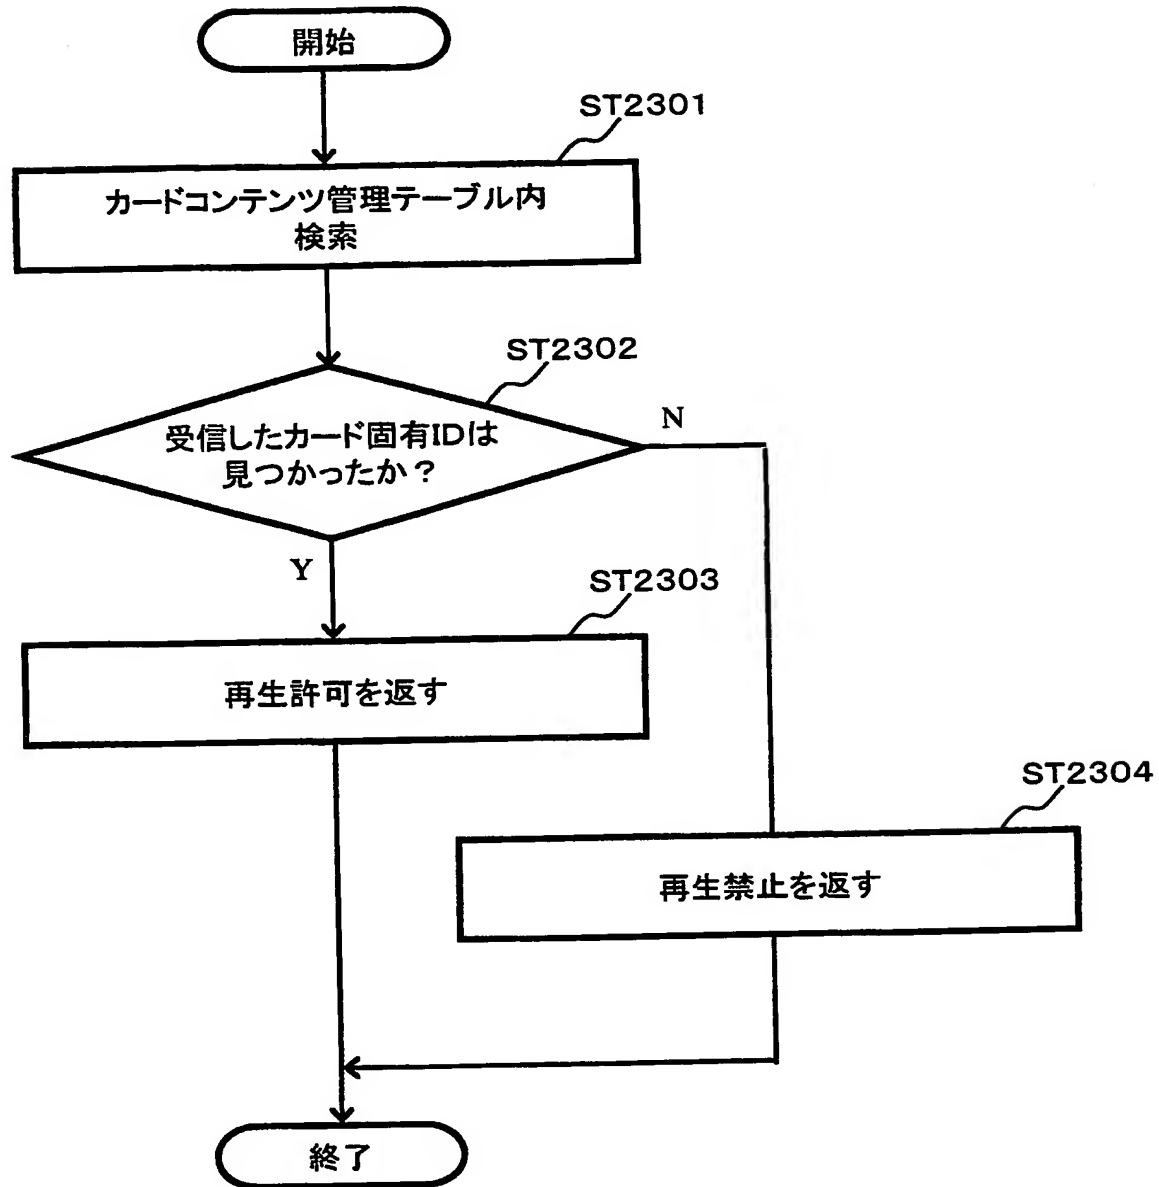 開始
ST2301
カードコンテンツ管理テーブル内
検索
ST2302
受信したカード固有IDは
見つかったか？
N
Y
ST2303
再生許可を返す
ST2304
再生禁止を返す
終了